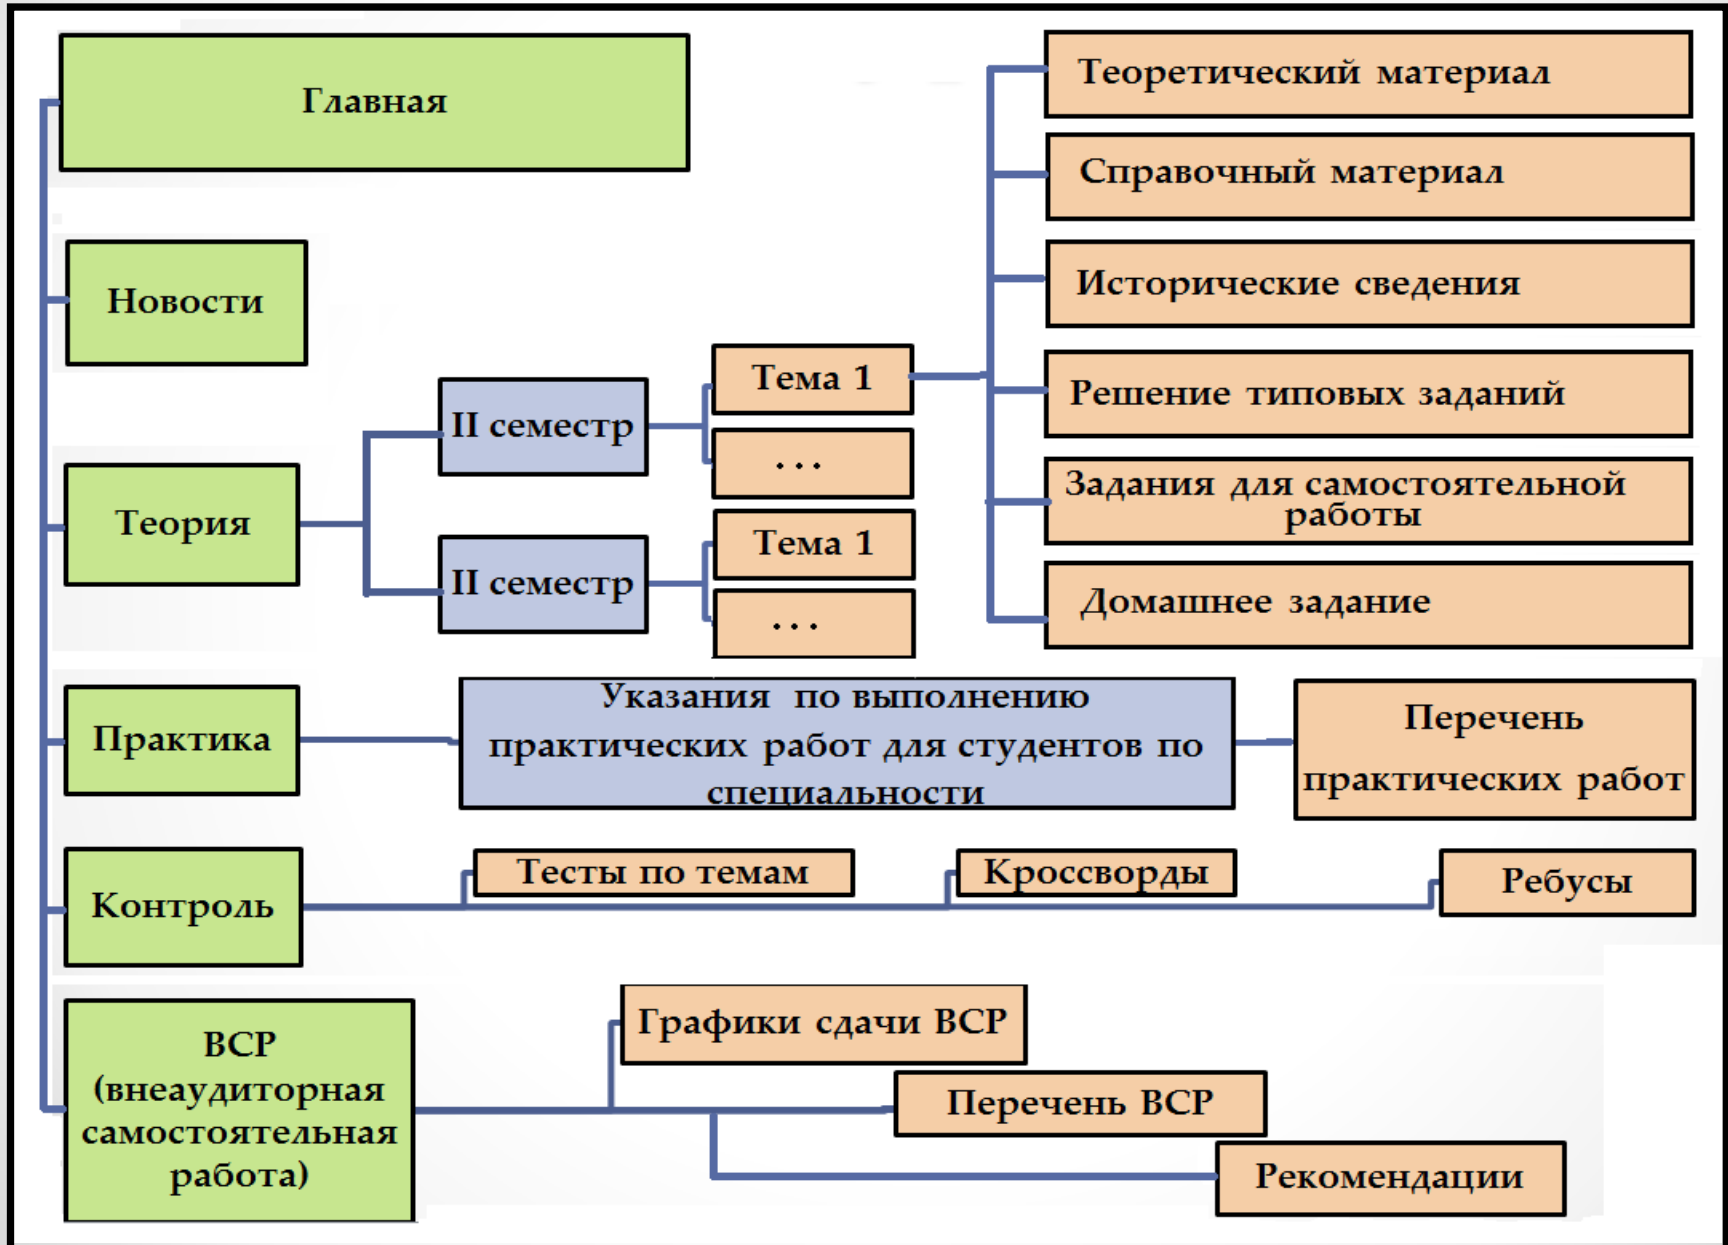 Главная
Новости
Теория
II семестр
Тема 1
...
II семестр
Тема 1
...
Теоретический материал
Справочный материал
Исторические сведения
Решение типовых заданий
Задания для самостоятельной
работы
Домашнее задание
Практика
Указания по выполнению
практических работ для студентов по
специальности
Перечень
практических работ
Контроль
Тесты по темам
Кроссворды
Ребусы
ВСР
(внеаудиторная
самостоятельная
работа)
Графики сдачи ВСР
Перечень ВСР
Рекомендации